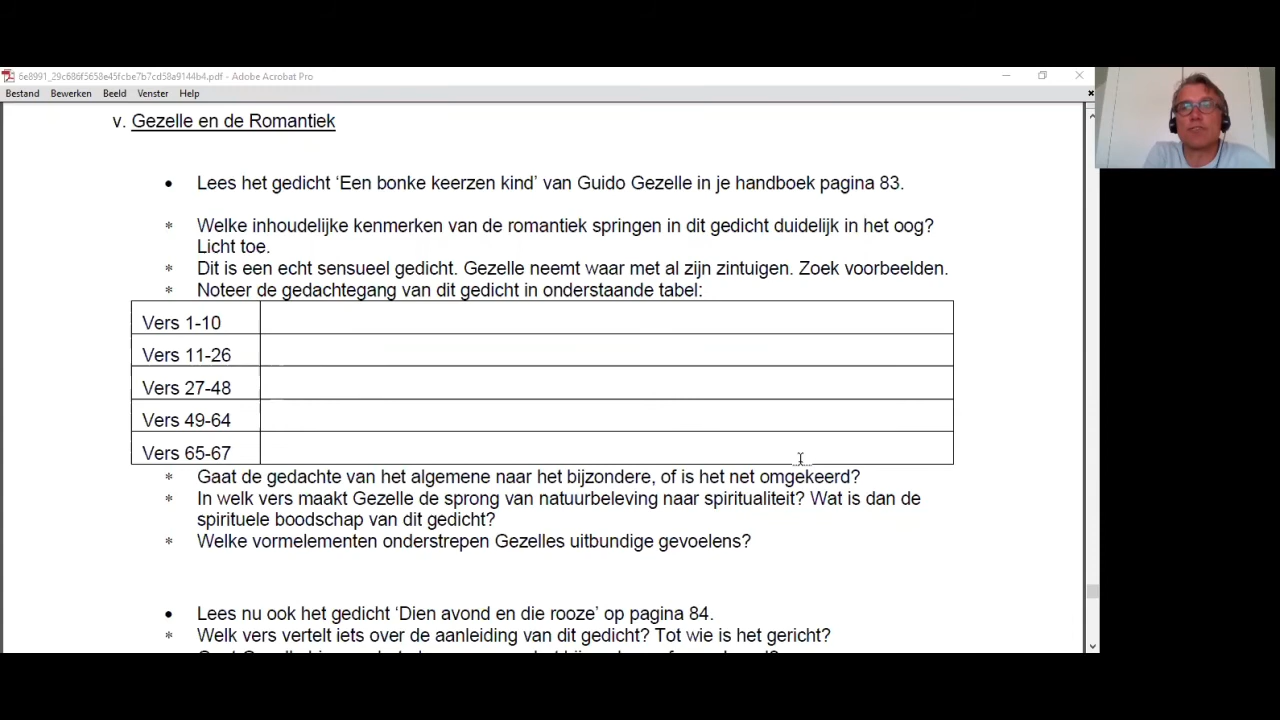 6e8991_29c686f5658e45fcbe7b7cd58a9144b4.pdf - Adobe Acrobat Pro
Bestand Bewerken Beeld Venster Help
v. Gezelle en de Romantiek
• Lees het gedicht ‘Een bonke keerzen kind’ van Guido Gezelle in je handboek pagina 83.
* Welke inhoudelijke kenmerken van de romantiek springen in dit gedicht duidelijk in het oog?
Licht toe.
* Dit is een echt sensueel gedicht. Gezelle neemt waar met al zijn zintuigen. Zoek voorbeelden.
* Noteer de gedachtegang van dit gedicht in onderstaande tabel:
Vers 1-10
Vers 11-26
Vers 27-48
Vers 49-64
Vers 65-67
* Gaat de gedachte van het algemene naar het bijzondere, of is het net omgekeerd?
* In welk vers maakt Gezelle de sprong van natuurbeleving naar spiritualiteit? Wat is dan de
spirituele boodschap van dit gedicht?
* Welke vormelementen onderstrepen Gezelles uitbundige gevoelens?
• Lees nu ook het gedicht ‘Dien avond en die rooze’ op pagina 84.
* Welk vers vertelt iets over de aanleiding van dit gedicht? Tot wie is het gericht?